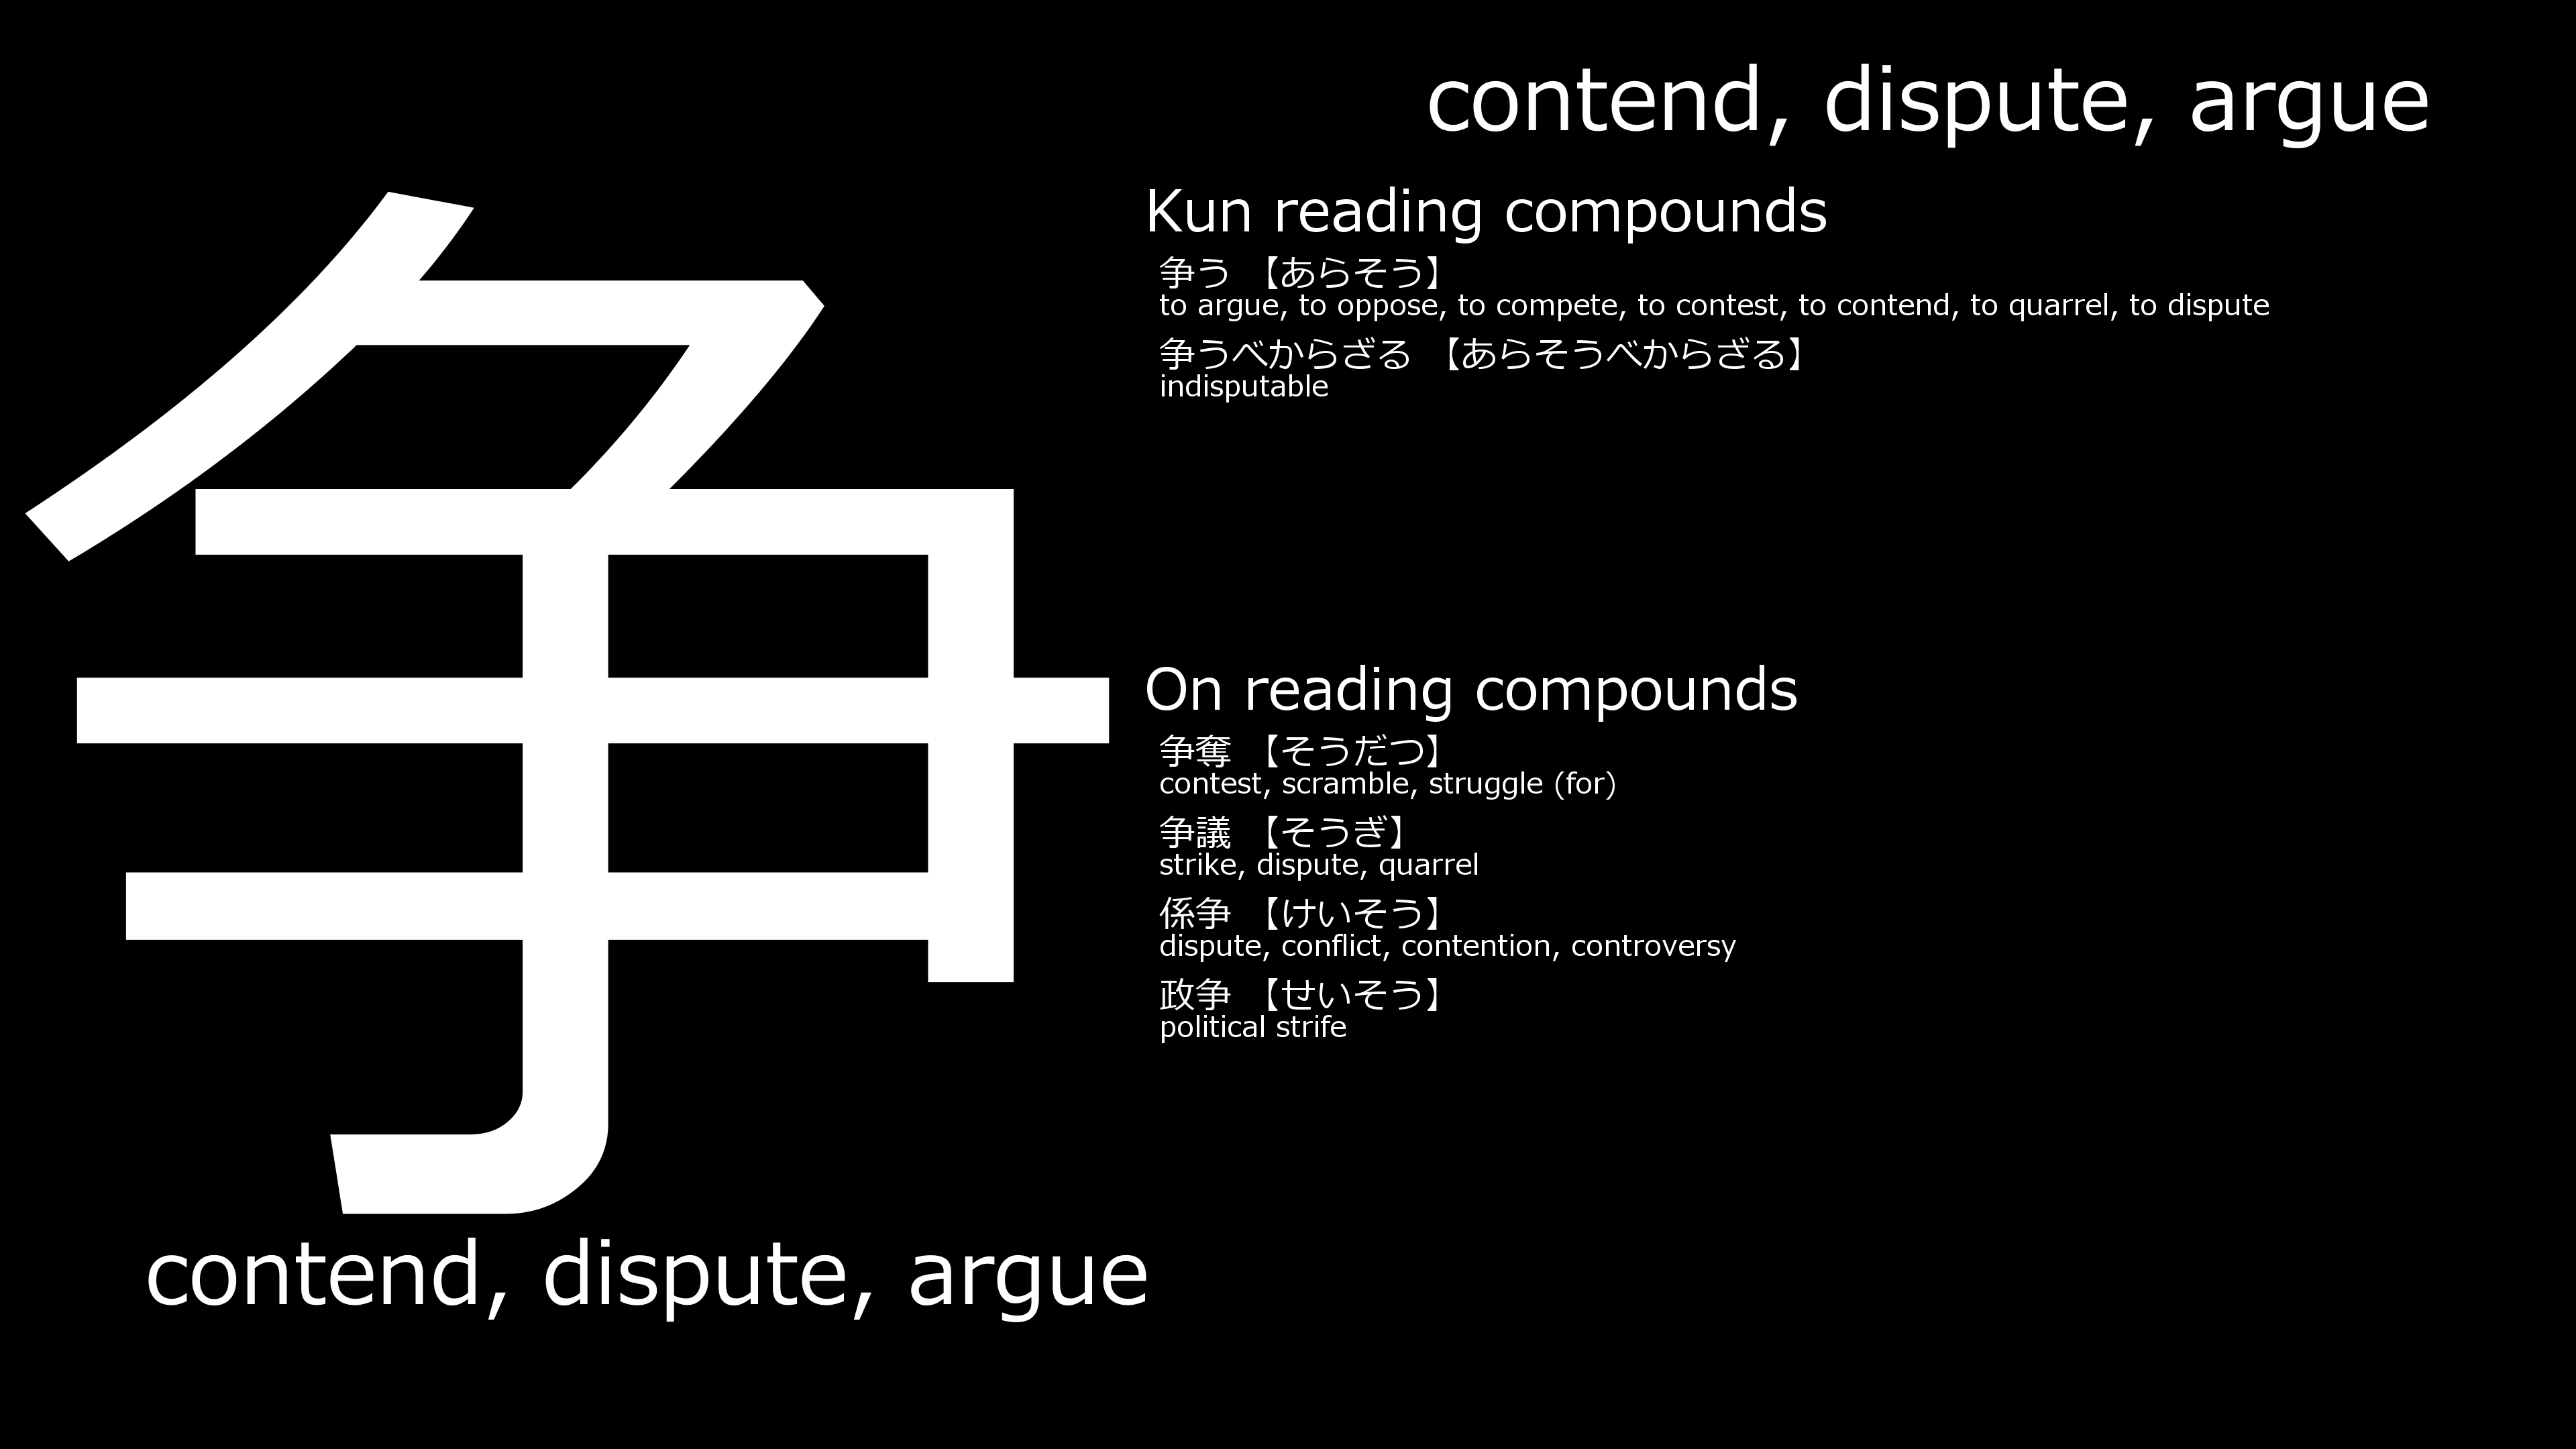 争
contend, dispute, argue
contend, dispute, argue
Kun reading compounds
争う 【あらそう】
to argue, to oppose, to compete, to contest, to contend, to quarrel, to dispute
争うべからざる 【あらそうべからざる】
indisputable
On reading compounds
争奪 【そうだつ】
contest, scramble, struggle (for)
争議 【そうぎ】
strike, dispute, quarrel
係争 【けいそう】
dispute, conflict, contention, controversy
政争 【せいそう】
political strife